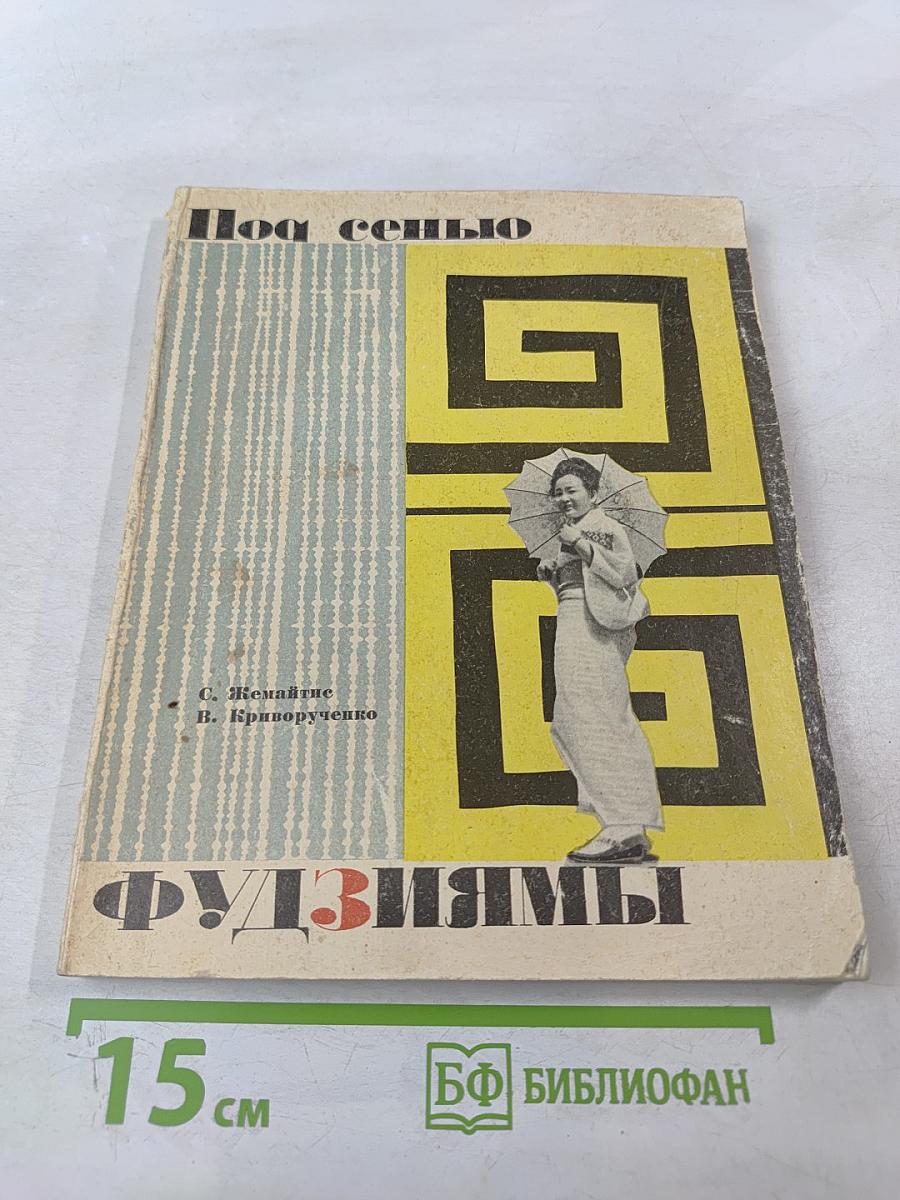 Под сенью
С. Жемайтис
В. Криворученко
ФУДЗИЯМЫ
15 см
БФ БИБЛИОФАН